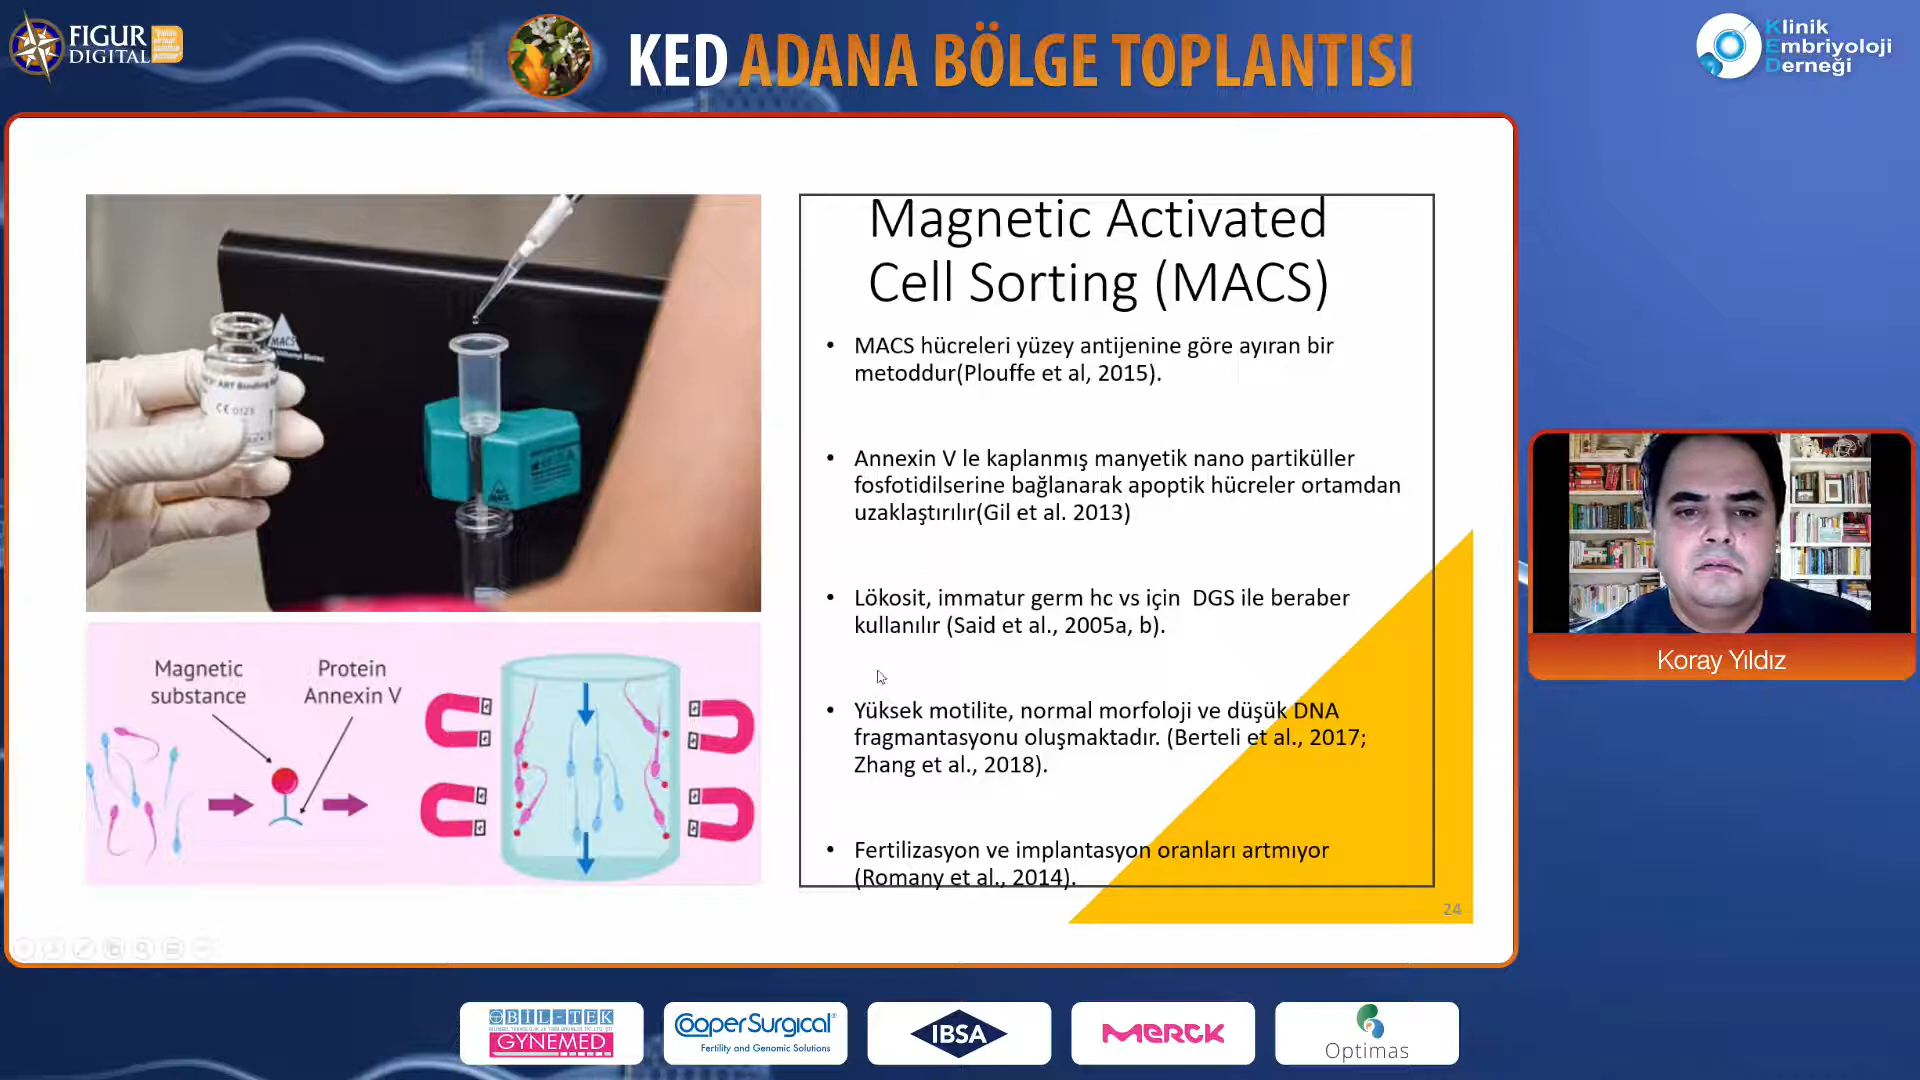 FIGUR
DIGITAL
KED ADANA BÖLGE TOPLANTISI
Klinik
Embriyoloji
Derneği
MACS
CE 0123
Magnetic Activated
Cell Sorting (MACS)
• MACS hücreleri yüzey antijenine göre ayıran bir
metoddur(Plouffe et al, 2015).
• Annexin V le kaplanmış manyetik nano partiküller
fosfotidilserine bağlanarak apoptik hücreler ortamdan
uzaklaştırılır(Gil et al. 2013)
• Lökosit, immatur germ hc vs için DGS ile beraber
kullanılır (Said et al., 2005a, b).
• Yüksek motilite, normal morfoloji ve düşük DNA
fragmantasyonu oluşmaktadır. (Berteli et al., 2017;
Zhang et al., 2018).
• Fertilizasyon ve implantasyon oranları artmıyor
(Romany et al., 2014).
24
Magnetic
substance
Protein
Annexin V
Koray Yıldız
BİL-TEK
GYNEMED
CooperSurgical
Fertility and Genomic Solutions
IBSA
MERCK
Optimas